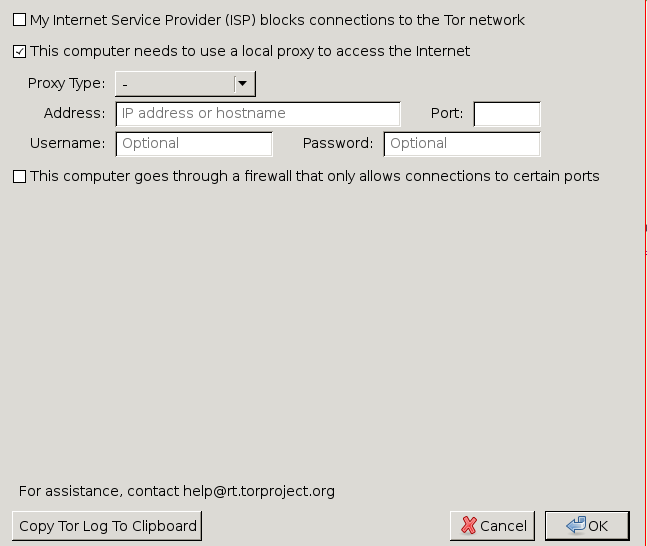 My Internet Service Provider (ISP) blocks connections to the Tor network
This computer needs to use a local proxy to access the Internet
Proxy Type: -
Address: IP address or hostname Port:
Username: Optional Password: Optional
This computer goes through a firewall that only allows connections to certain ports
For assistance, contact help@rt.torproject.org
Copy Tor Log To Clipboard Cancel OK